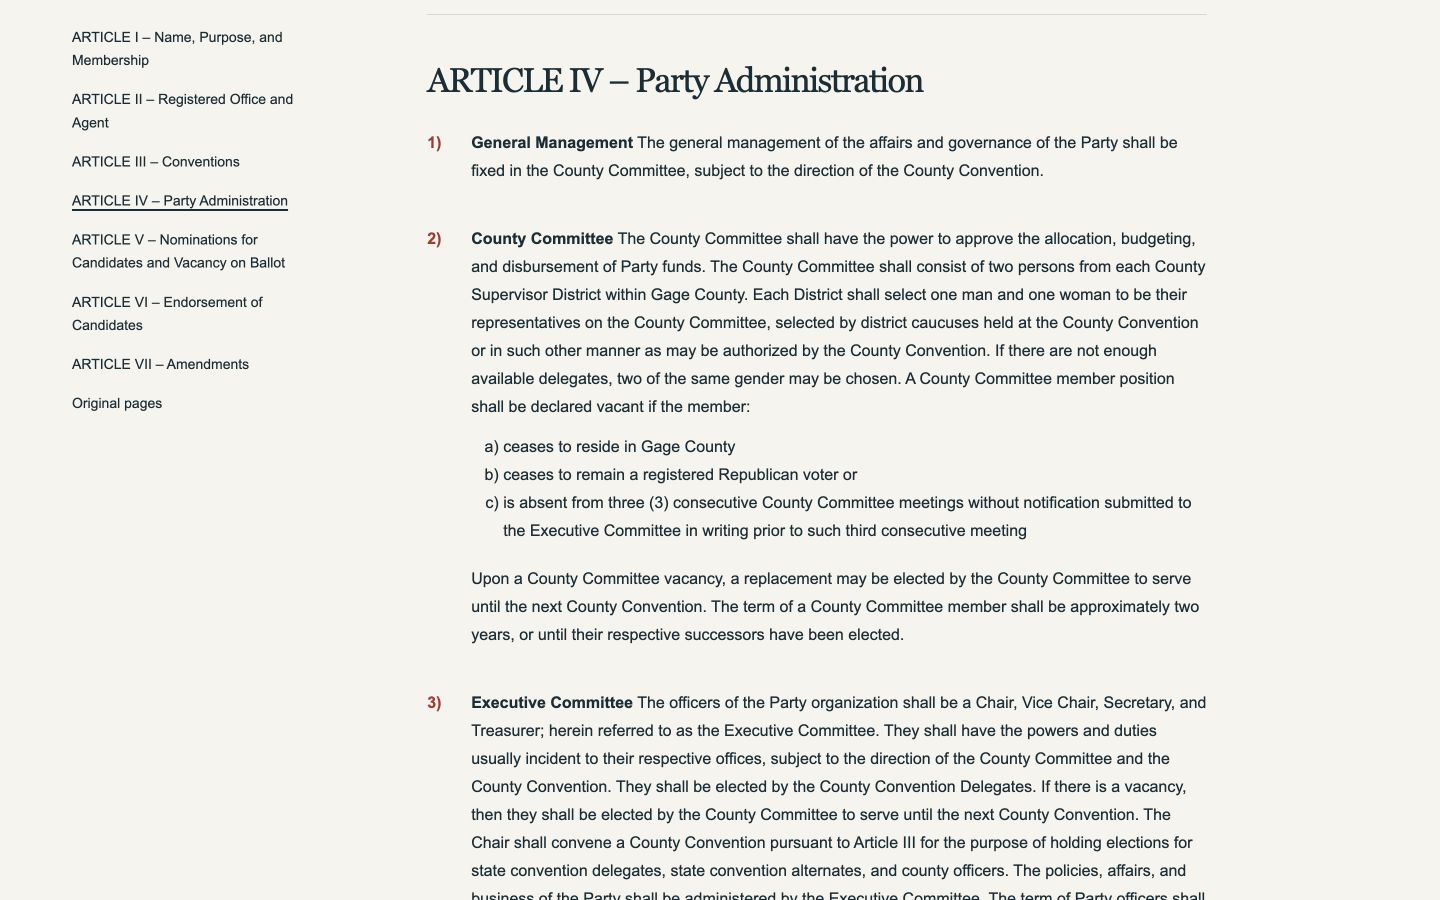 ARTICLE I – Name, Purpose, and
Membership
ARTICLE II – Registered Office and
Agent
ARTICLE III – Conventions
ARTICLE IV – Party Administration
ARTICLE V – Nominations for
Candidates and Vacancy on Ballot
ARTICLE VI – Endorsement of
Candidates
ARTICLE VII – Amendments
Original pages
ARTICLE IV – Party Administration
1) General Management The general management of the affairs and governance of the Party shall be
fixed in the County Committee, subject to the direction of the County Convention.
2) County Committee The County Committee shall have the power to approve the allocation, budgeting,
and disbursement of Party funds. The County Committee shall consist of two persons from each County
Supervisor District within Gage County. Each District shall select one man and one woman to be their
representatives on the County Committee, selected by district caucuses held at the County Convention
or in such other manner as may be authorized by the County Convention. If there are not enough
available delegates, two of the same gender may be chosen. A County Committee member position
shall be declared vacant if the member:
a) ceases to reside in Gage County
b) ceases to remain a registered Republican voter or
c) is absent from three (3) consecutive County Committee meetings without notification submitted to
the Executive Committee in writing prior to such third consecutive meeting
Upon a County Committee vacancy, a replacement may be elected by the County Committee to serve
until the next County Convention. The term of a County Committee member shall be approximately two
years, or until their respective successors have been elected.
3) Executive Committee The officers of the Party organization shall be a Chair, Vice Chair, Secretary, and
Treasurer; herein referred to as the Executive Committee. They shall have the powers and duties
usually incident to their respective offices, subject to the direction of the County Committee and the
County Convention. They shall be elected by the County Convention Delegates. If there is a vacancy,
then they shall be elected by the County Committee to serve until the next County Convention. The
Chair shall convene a County Convention pursuant to Article III for the purpose of holding elections for
state convention delegates, state convention alternates, and county officers. The policies, affairs, and
business of the Party shall be administered by the Executive Committee. The term of Party officers shall